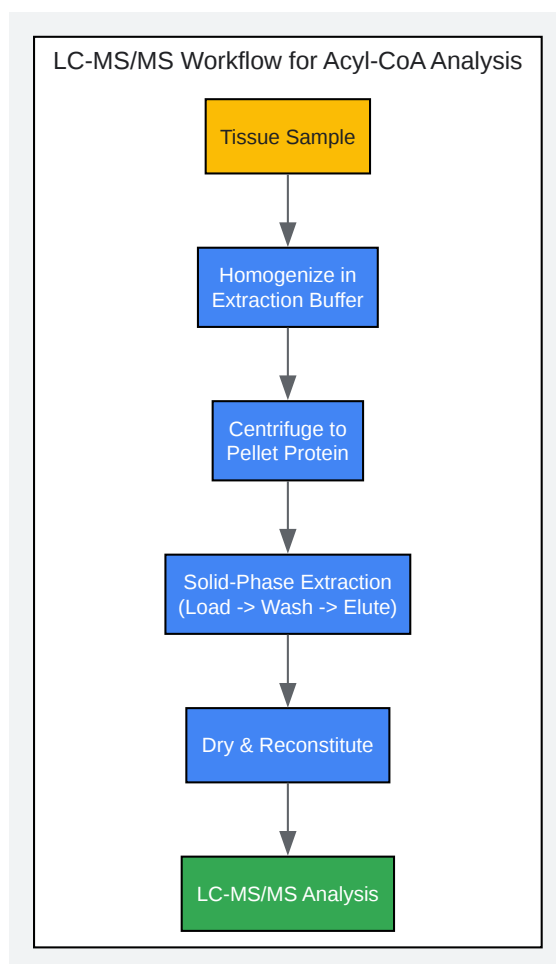 LC-MS/MS Workflow for Acyl-CoA Analysis
Tissue Sample
Homogenize in
Extraction Buffer
Centrifuge to
Pellet Protein
Solid-Phase Extraction
(Load -> Wash -> Elute)
Dry & Reconstitute
LC-MS/MS Analysis